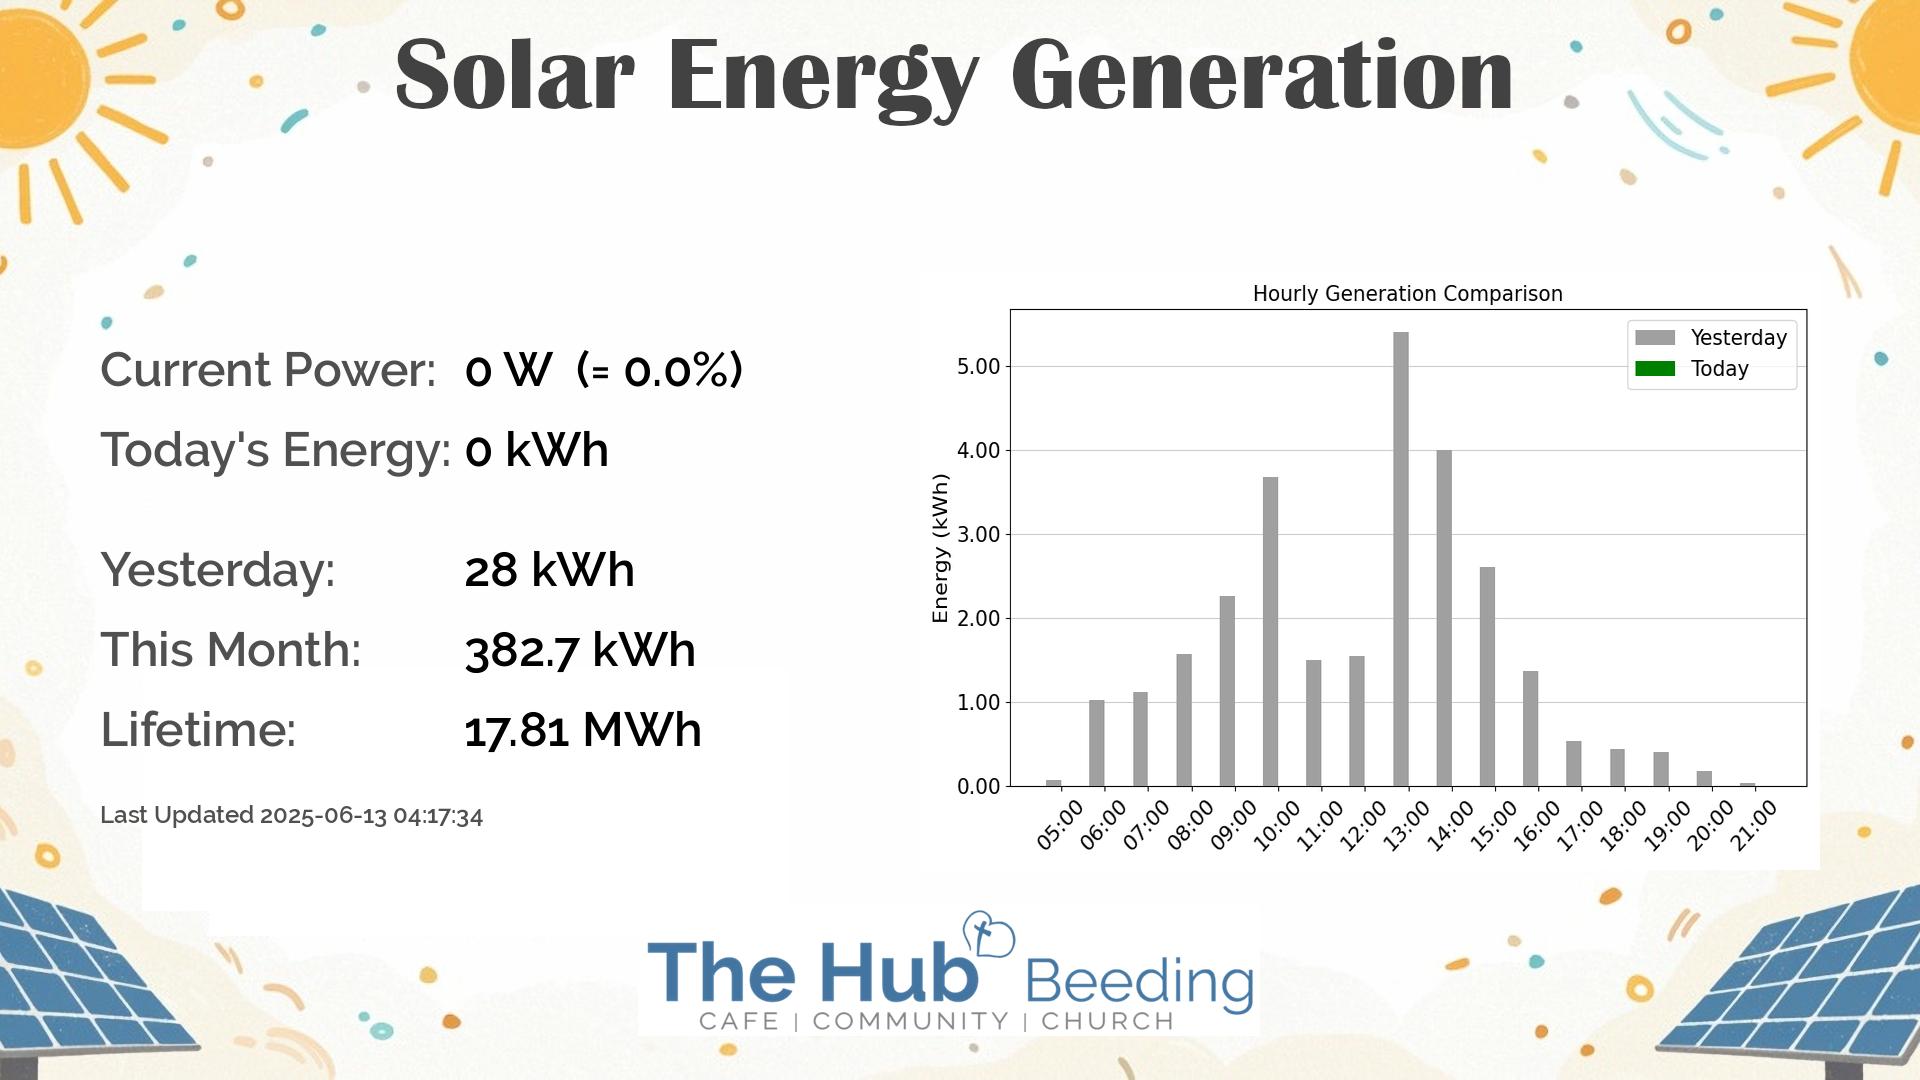 Solar Energy Generation
Current Power: 0 W (= 0.0%)
Today's Energy: 0 kWh
Yesterday: 28 kWh
This Month: 382.7 kWh
Lifetime: 17.81 MWh
Last Updated 2025-06-13 04:17:34
Hourly Generation Comparison
Yesterday
Today
Energy (kWh)
5.00
4.00
3.00
2.00
1.00
0.00
05:00 06:00 07:00 08:00 09:00 10:00 11:00 12:00 13:00 14:00 15:00 16:00 17:00 18:00 19:00 20:00 21:00
The Hub Beeding
CAFE | COMMUNITY | CHURCH